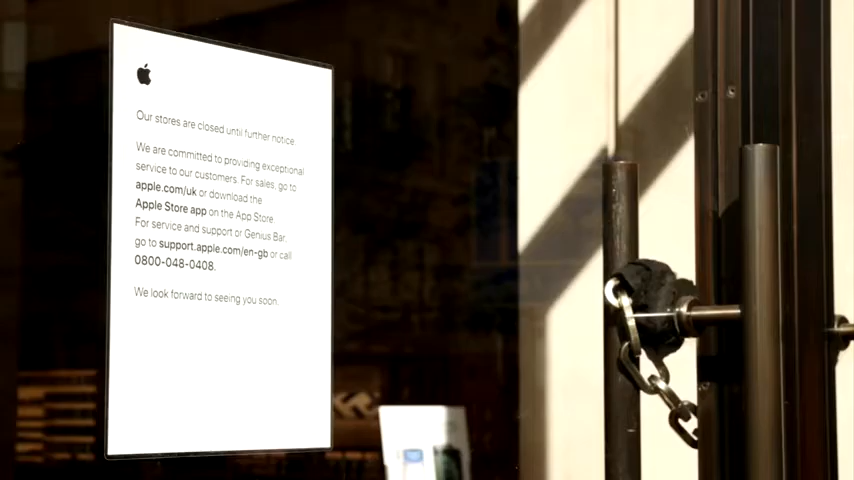 Our stores are closed until further notice.
We are committed to providing exceptional
service to our customers. For sales, go to
apple.com/uk or download the
Apple Store app on the App Store.
For service and support or Genius Bar,
go to support.apple.com/en-gb or call
0800-048-0408.
We look forward to seeing you soon.